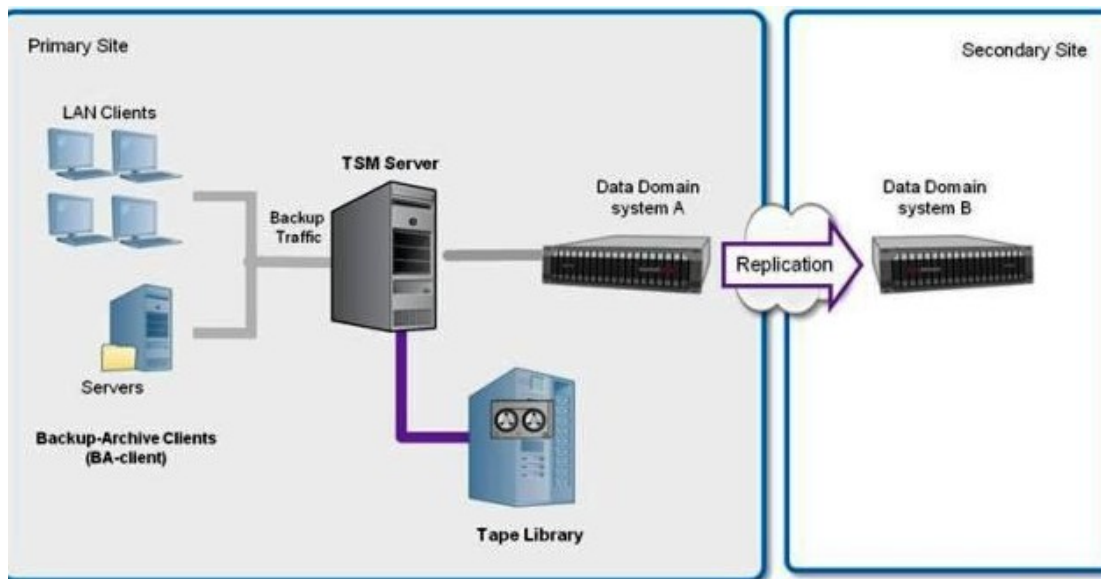 Primary Site
Secondary Site
LAN Clients
TSM Server
Backup
Traffic
Data Domain
system A
Data Domain
system B
Replication
Servers
Backup-Archive Clients
(BA-client)
Tape Library